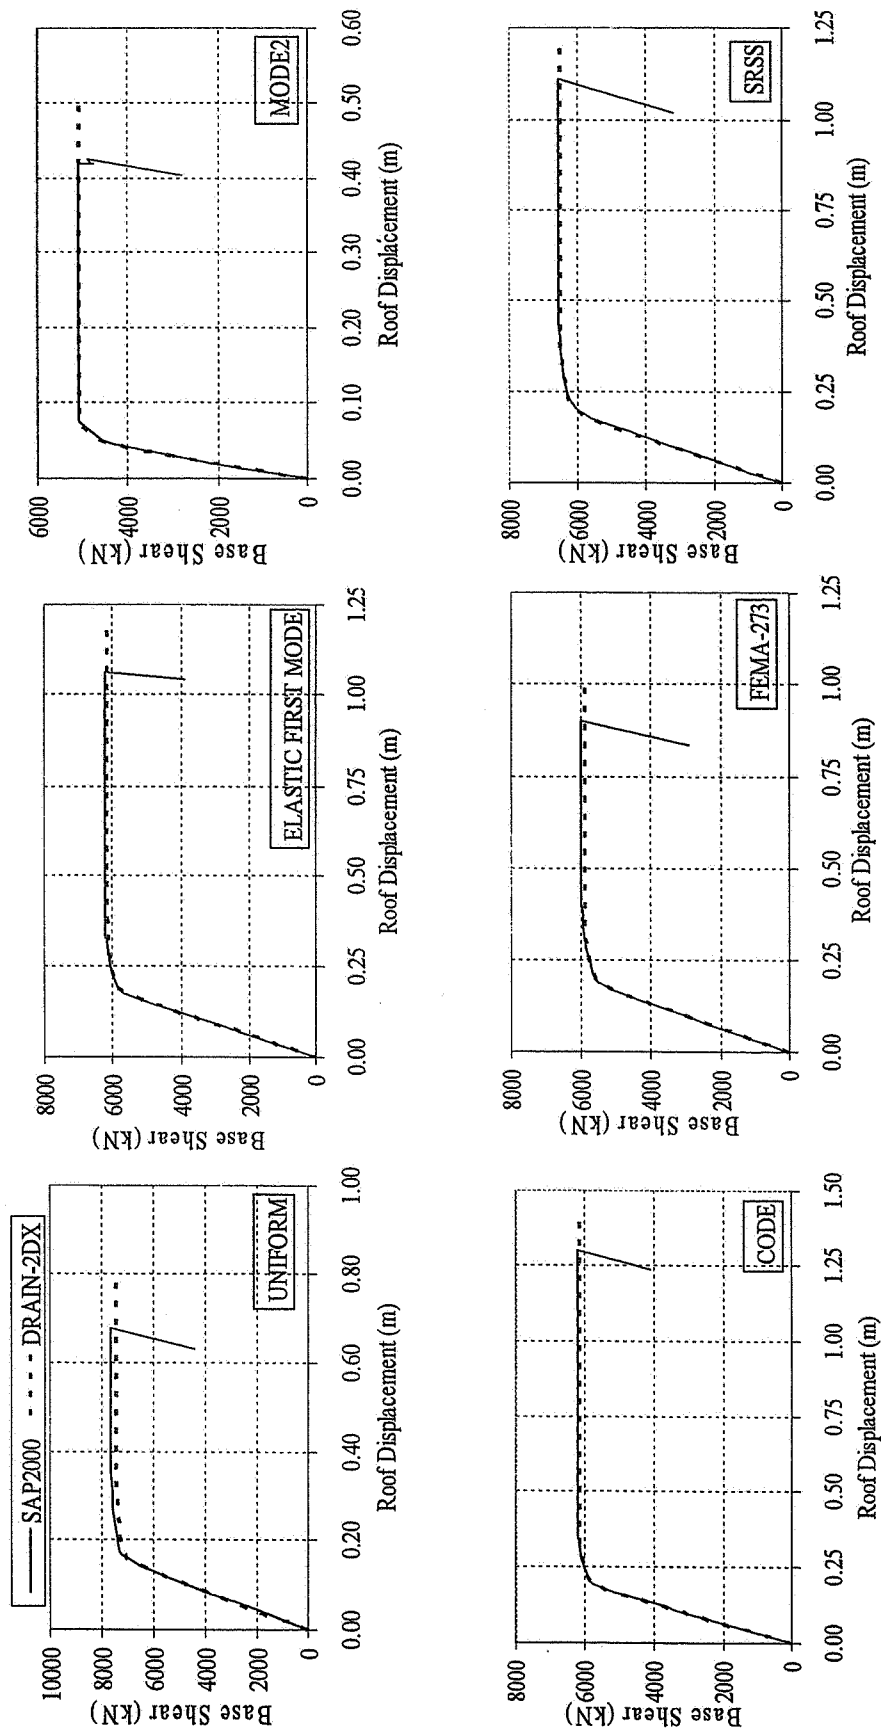 SAP2000 DRAIN-2DX
10000
8000
6000
4000
2000
0
Base Shear (kN)
0.00 0.20 0.40 0.60 0.80 1.00
Roof Displacement (m)
UNIFORM
8000
6000
4000
2000
0
Base Shear (kN)
0.00 0.25 0.50 0.75 1.00 1.25
Roof Displacement (m)
ELASTIC FIRST MODE
6000
4000
2000
0
Base Shear (kN)
0.00 0.10 0.20 0.30 0.40 0.50 0.60
Roof Displacement (m)
MODE2
8000
6000
4000
2000
0
Base Shear (kN)
0.00 0.25 0.50 0.75 1.00 1.25 1.50
Roof Displacement (m)
CODE
8000
6000
4000
2000
0
Base Shear (kN)
0.00 0.25 0.50 0.75 1.00 1.25
Roof Displacement (m)
FEMA-273
8000
6000
4000
2000
0
Base Shear (kN)
0.00 0.25 0.50 0.75 1.00 1.25
Roof Displacement (m)
SRSS